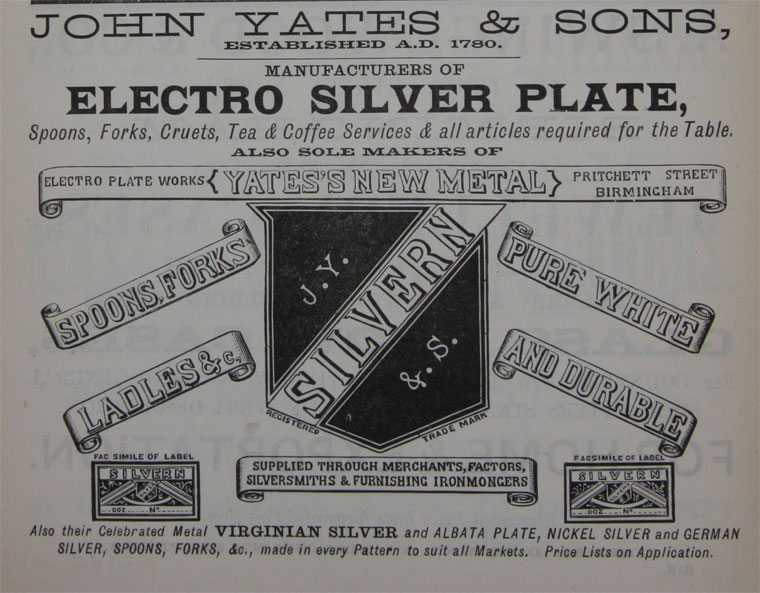 JOHN YATES & SONS,
ESTABLISHED A.D. 1780.
MANUFACTURERS OF
ELECTRO SILVER PLATE,
Spoons, Forks, Cruets, Tea & Coffee Services & all articles required for the Table.
ALSO SOLE MAKERS OF
ELECTRO PLATE WORKS { YATES'S NEW METAL } PRITCHETT STREET
BIRMINGHAM
SPOONS, FORKS
LADLES &c,
J.Y.
SILVERN
&.S.
REGISTERED
TRADE MARK
PURE WHITE
AND DURABLE
FAC SIMILE OF LABEL
SILVERN
DOZ No
SUPPLIED THROUGH MERCHANTS, FACTORS,
SILVERSMITHS & FURNISHING IRONMONGERS
FACSIMILE OF LABEL
SILVERN
DOZ No
Also their Celebrated Metal VIRGINIAN SILVER and ALBATA PLATE, NICKEL SILVER and GERMAN
SILVER, SPOONS, FORKS, &c., made in every Pattern to suit all Markets. Price Lists on Application.